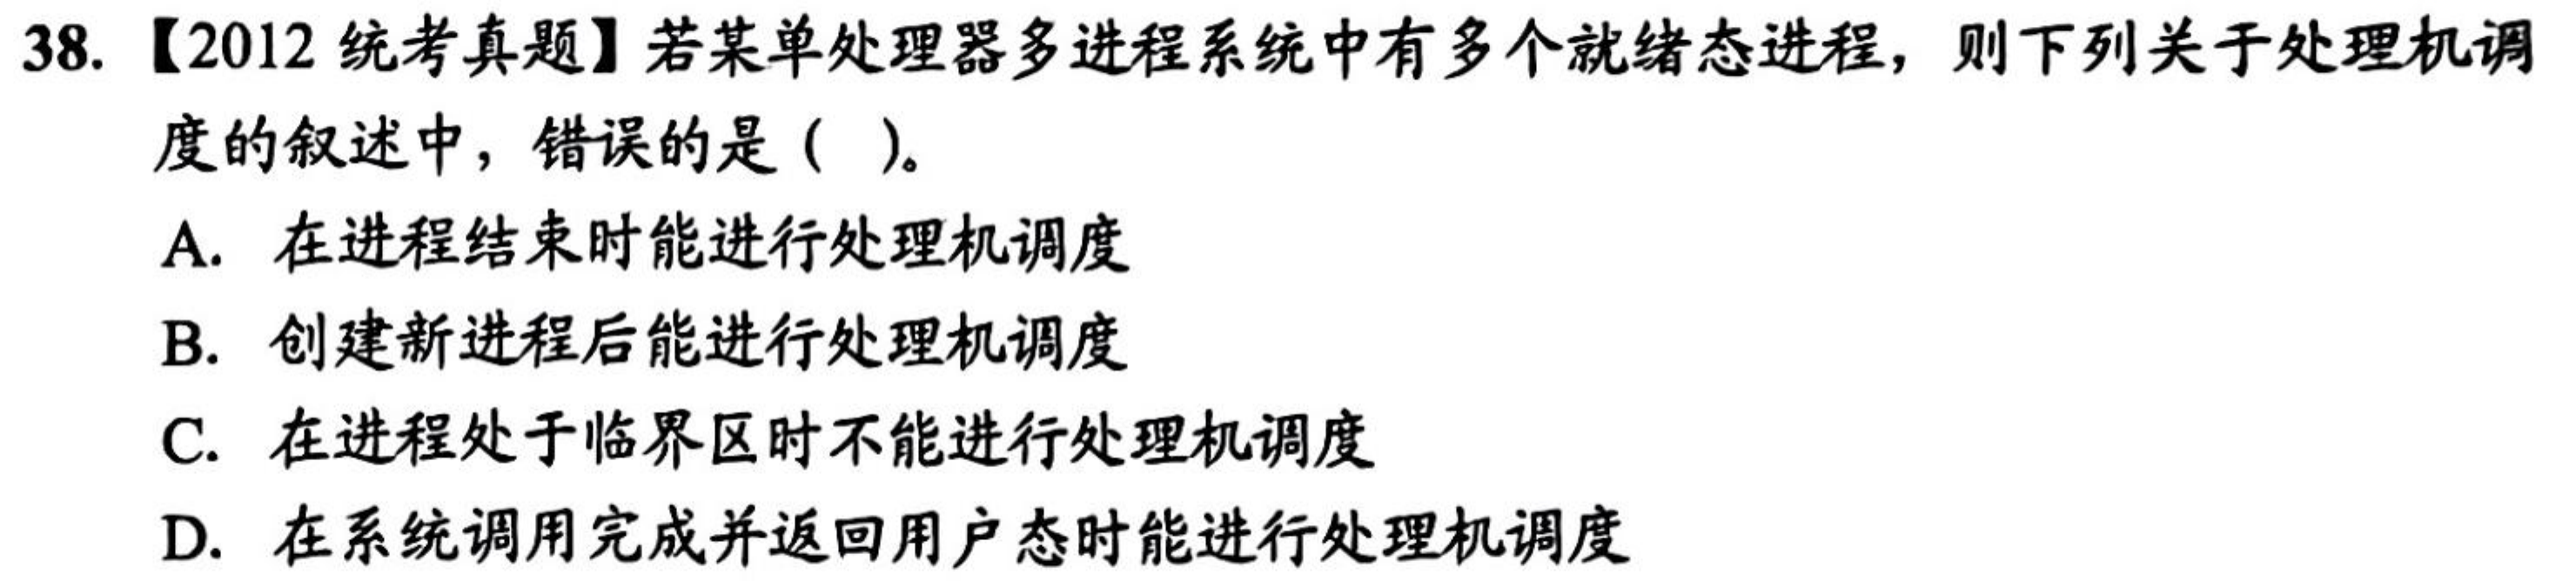 38.【2012 统考真题】若某单处理器多进程系统中有多个就绪态进程，则下列关于处理机调
度的叙述中，错误的是（ ）。
A. 在进程结束时能进行处理机调度
B. 创建新进程后能进行处理机调度
C. 在进程处于临界区时不能进行处理机调度
D. 在系统调用完成并返回用户态时能进行处理机调度